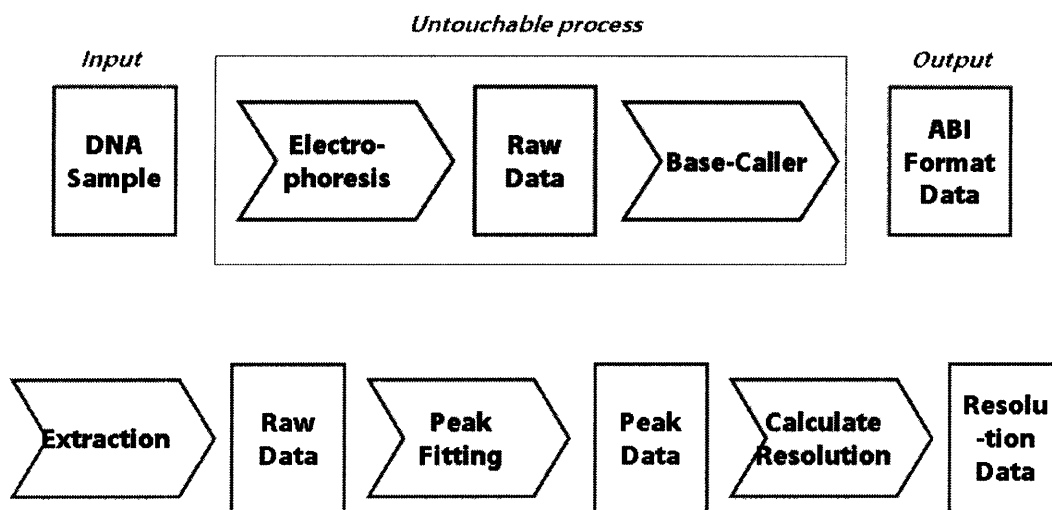 Untouchable process
Input
Output
DNA
Sample
Electro-
phoresis
Raw
Data
Base-Caller
ABI
Format
Data
Extraction
Raw
Data
Peak
Fitting
Peak
Data
Calculate
Resolution
Resolu
-tion
Data